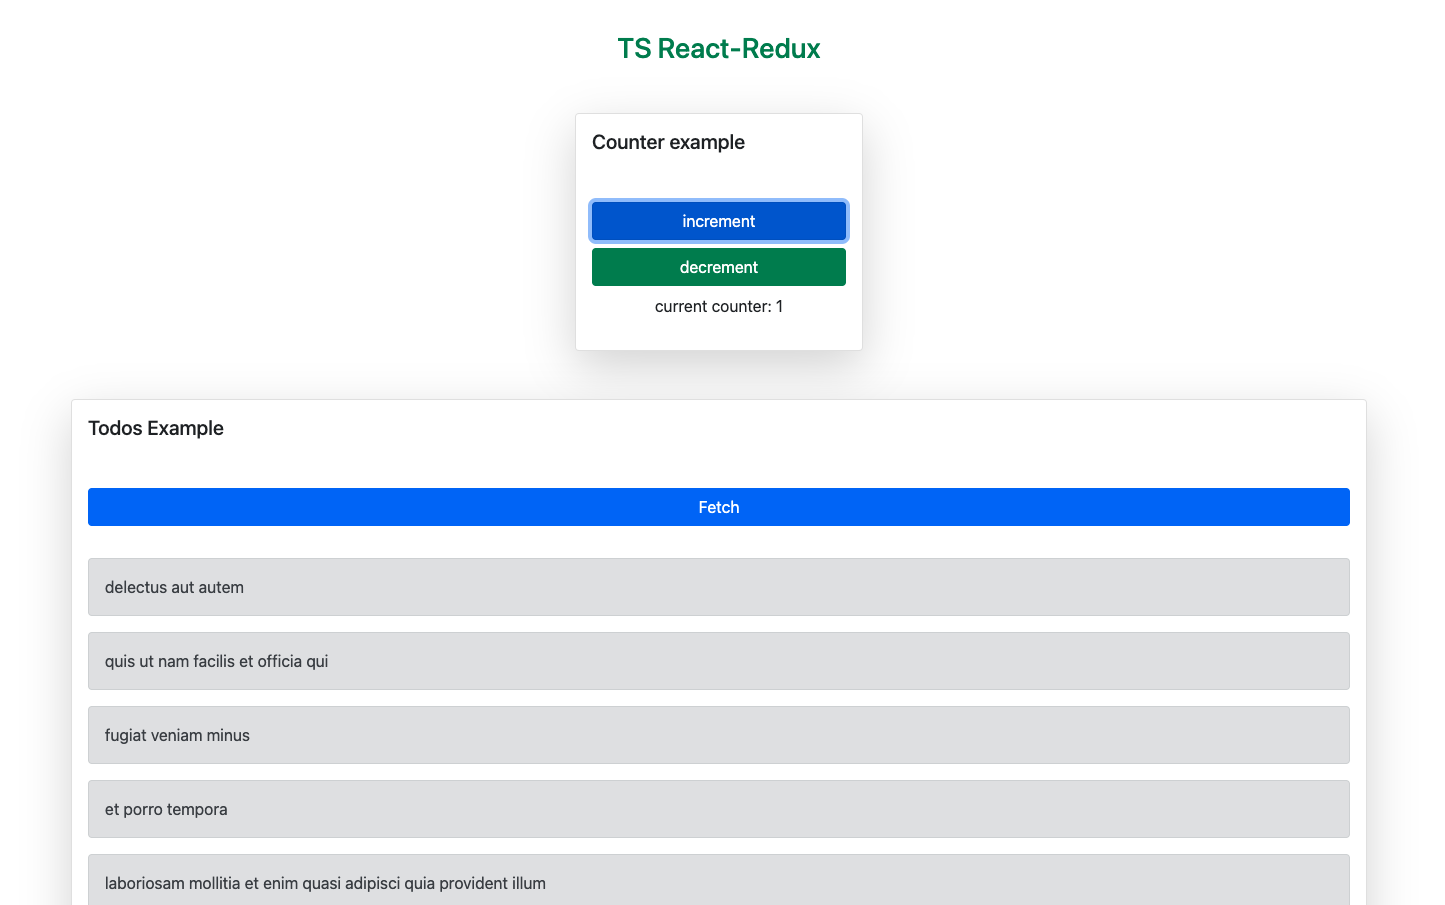 TS React-Redux
Counter example
increment
decrement
current counter: 1
Todos Example
Fetch
delectus aut autem
quis ut nam facilis et officia qui
fugiat veniam minus
et porro tempora
laboriosam mollitia et enim quasi adipisci quia provident illum